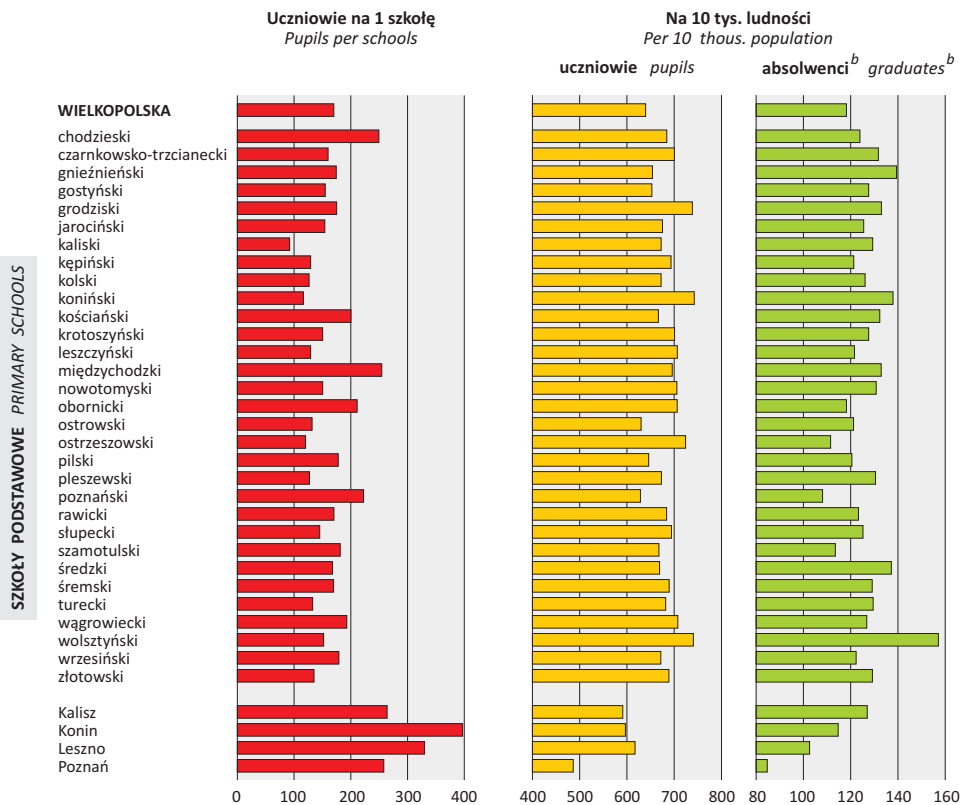 Uczniowie na 1 szkołę
Pupils per schools
Na 10 tys. ludności
Per 10 thous. population
uczniowie pupils
absolwenci b graduates b
SZKOŁY PODSTAWOWE PRIMARY SCHOOLS
WIELKOPOLSKA
chodzieski
czarnkowsko-trzcianecki
gnieźnieński
gostyński
grodziski
jarociński
kaliski
kępiński
kolski
koniński
kościański
krotoszyński
leszczyński
międzychodzki
nowotomyski
obornicki
ostrowski
ostrzeszowski
pilski
pleszewski
poznański
rawicki
słupecki
szamotulski
średzki
śremski
turecki
wągrowiecki
wolsztyński
wrzesiński
złotowski
Kalisz
Konin
Leszno
Poznań
0 100 200 300 400
400 500 600 700 800
80 100 120 140 160